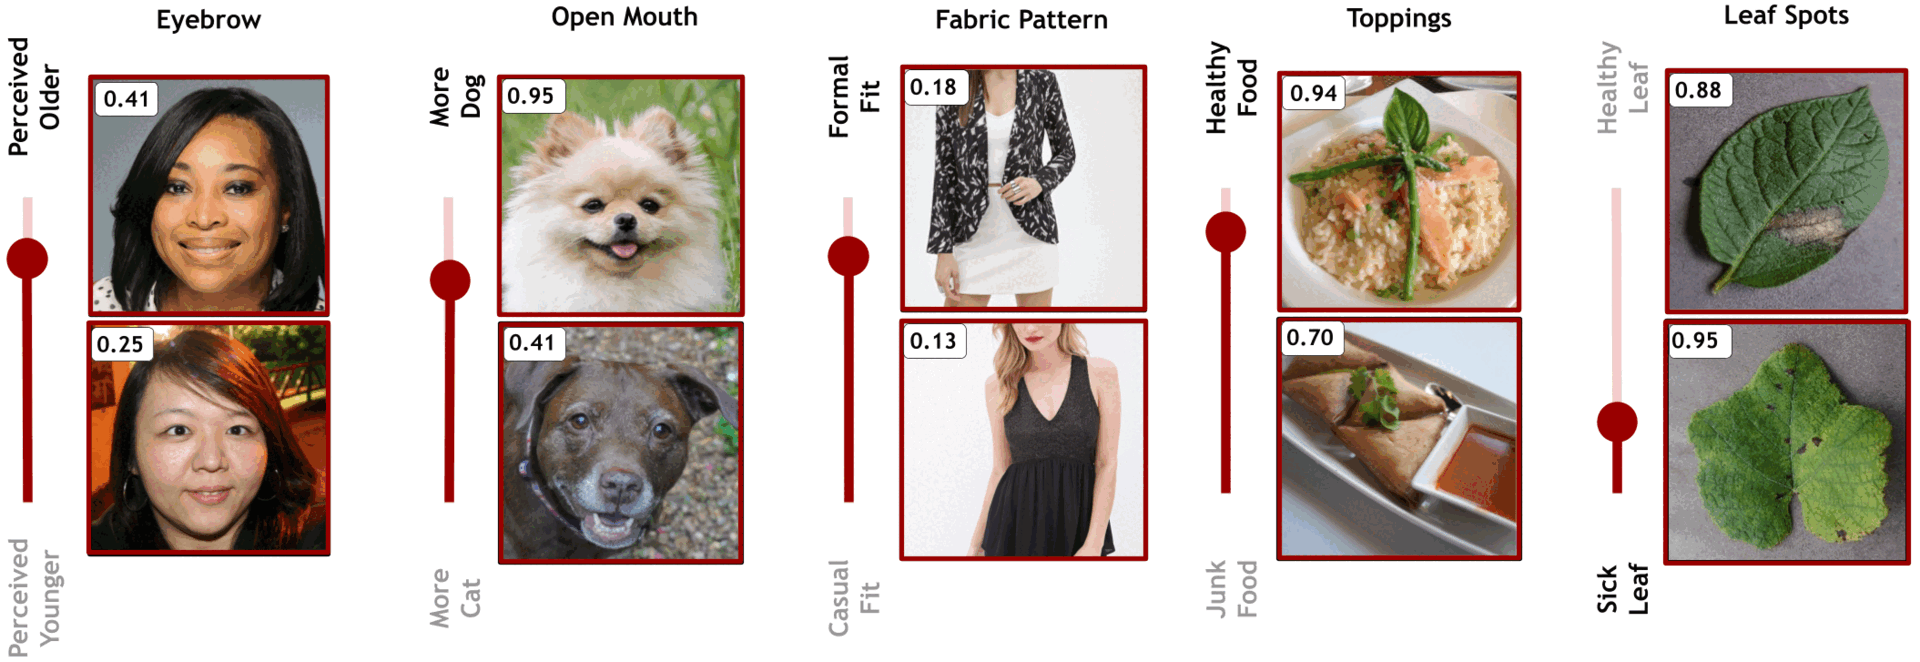 Eyebrow
Perceived
Older
0.41
0.25
Perceived
Younger
Open Mouth
More
Dog
0.95
0.41
More
Cat
Fabric Pattern
Formal
Fit
0.18
0.13
Casual
Fit
Toppings
Healthy
Food
0.94
0.70
Junk
Food
Leaf Spots
Healthy
Leaf
0.88
0.95
Sick
Leaf